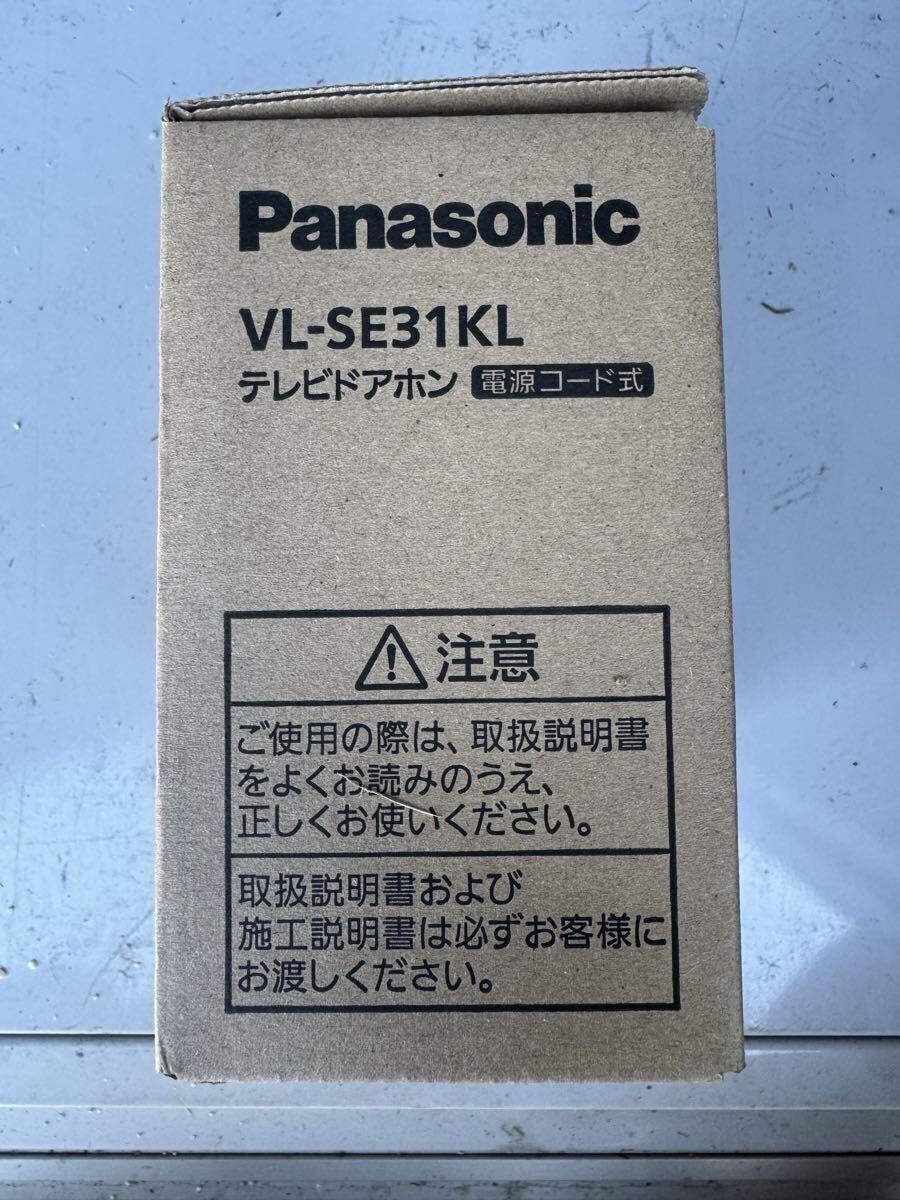 Panasonic
VL-SE31KL
テレビドアホン 電源コード式
注意
ご使用の際は、取扱説明書
をよくお読みのうえ、
正しくお使いください。
取扱説明書および
施工説明書は必ずお客様に
お渡しください。